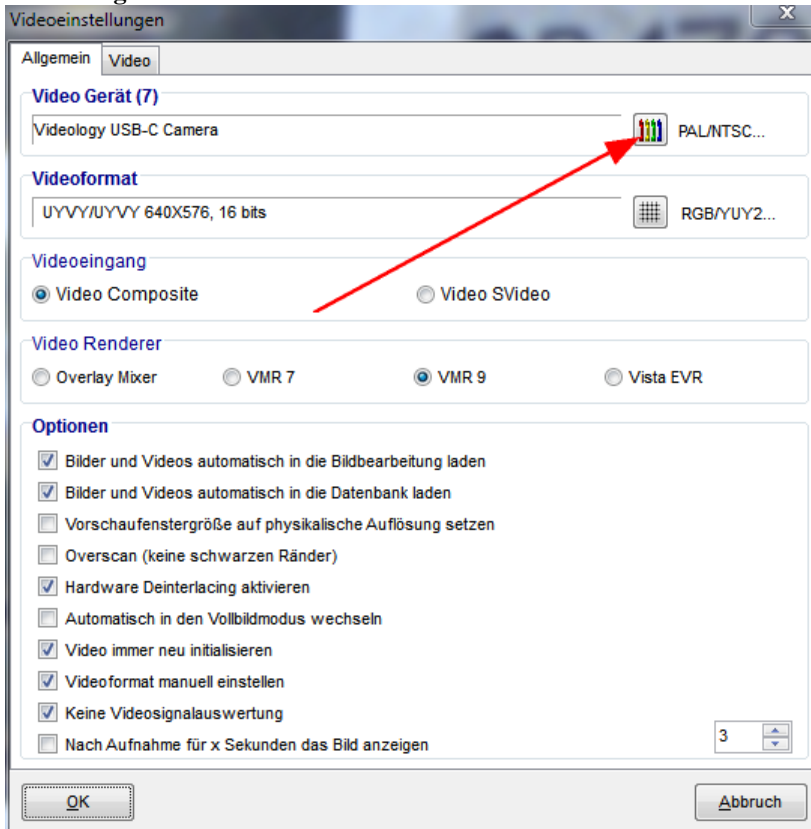 Videoeinstellungen
Allgemein Video
Video Gerät (7)
Videology USB-C Camera PAL/NTSC...
Videoformat
UYVY/UYVY 640X576, 16 bits RGB/YUY2...
Videoeingang
Video Composite Video SVideo
Video Renderer
Overlay Mixer VMR 7 VMR 9 Vista EVR
Optionen
Bilder und Videos automatisch in die Bildbearbeitung laden
Bilder und Videos automatisch in die Datenbank laden
Vorschaufenstergröße auf physikalische Auflösung setzen
Overscan (keine schwarzen Ränder)
Hardware Deinterlacing aktivieren
Automatisch in den Vollbildmodus wechseln
Video immer neu initialisieren
Videoformat manuell einstellen
Keine Videosignalauswertung
Nach Aufnahme für x Sekunden das Bild anzeigen 3
OK Abbruch